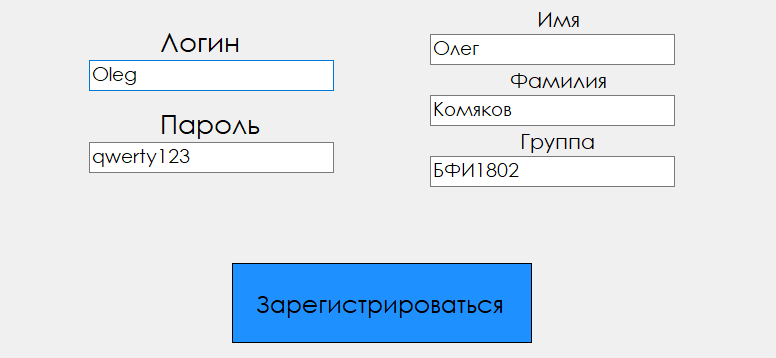 Логин
Oleg
Пароль
qwerty123
Имя
Олег
Фамилия
Комяков
Группа
БФИ1802
Зарегистрироваться